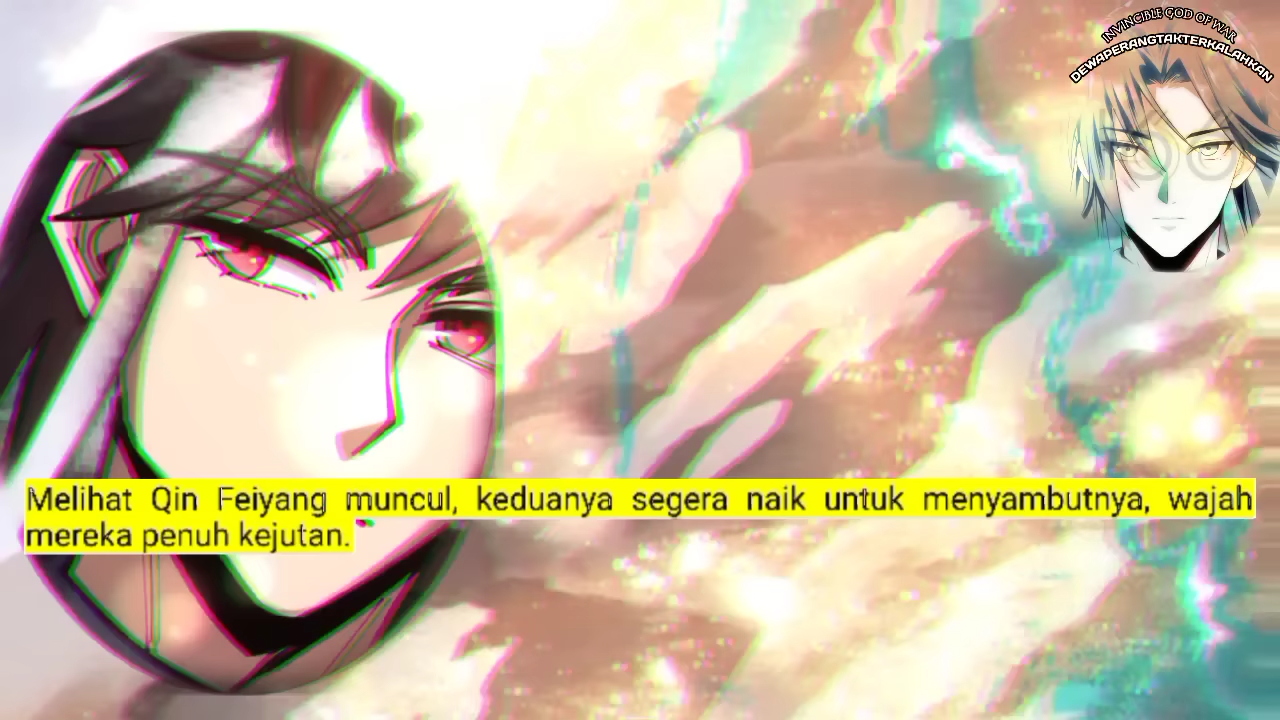 INVINCIBLE GOD OF WAR
DEWAPERANGTAKTERKALAHKAN
Melihat Qin Feiyang muncul, keduanya segera naik untuk menyambutnya, wajah
mereka penuh kejutan.